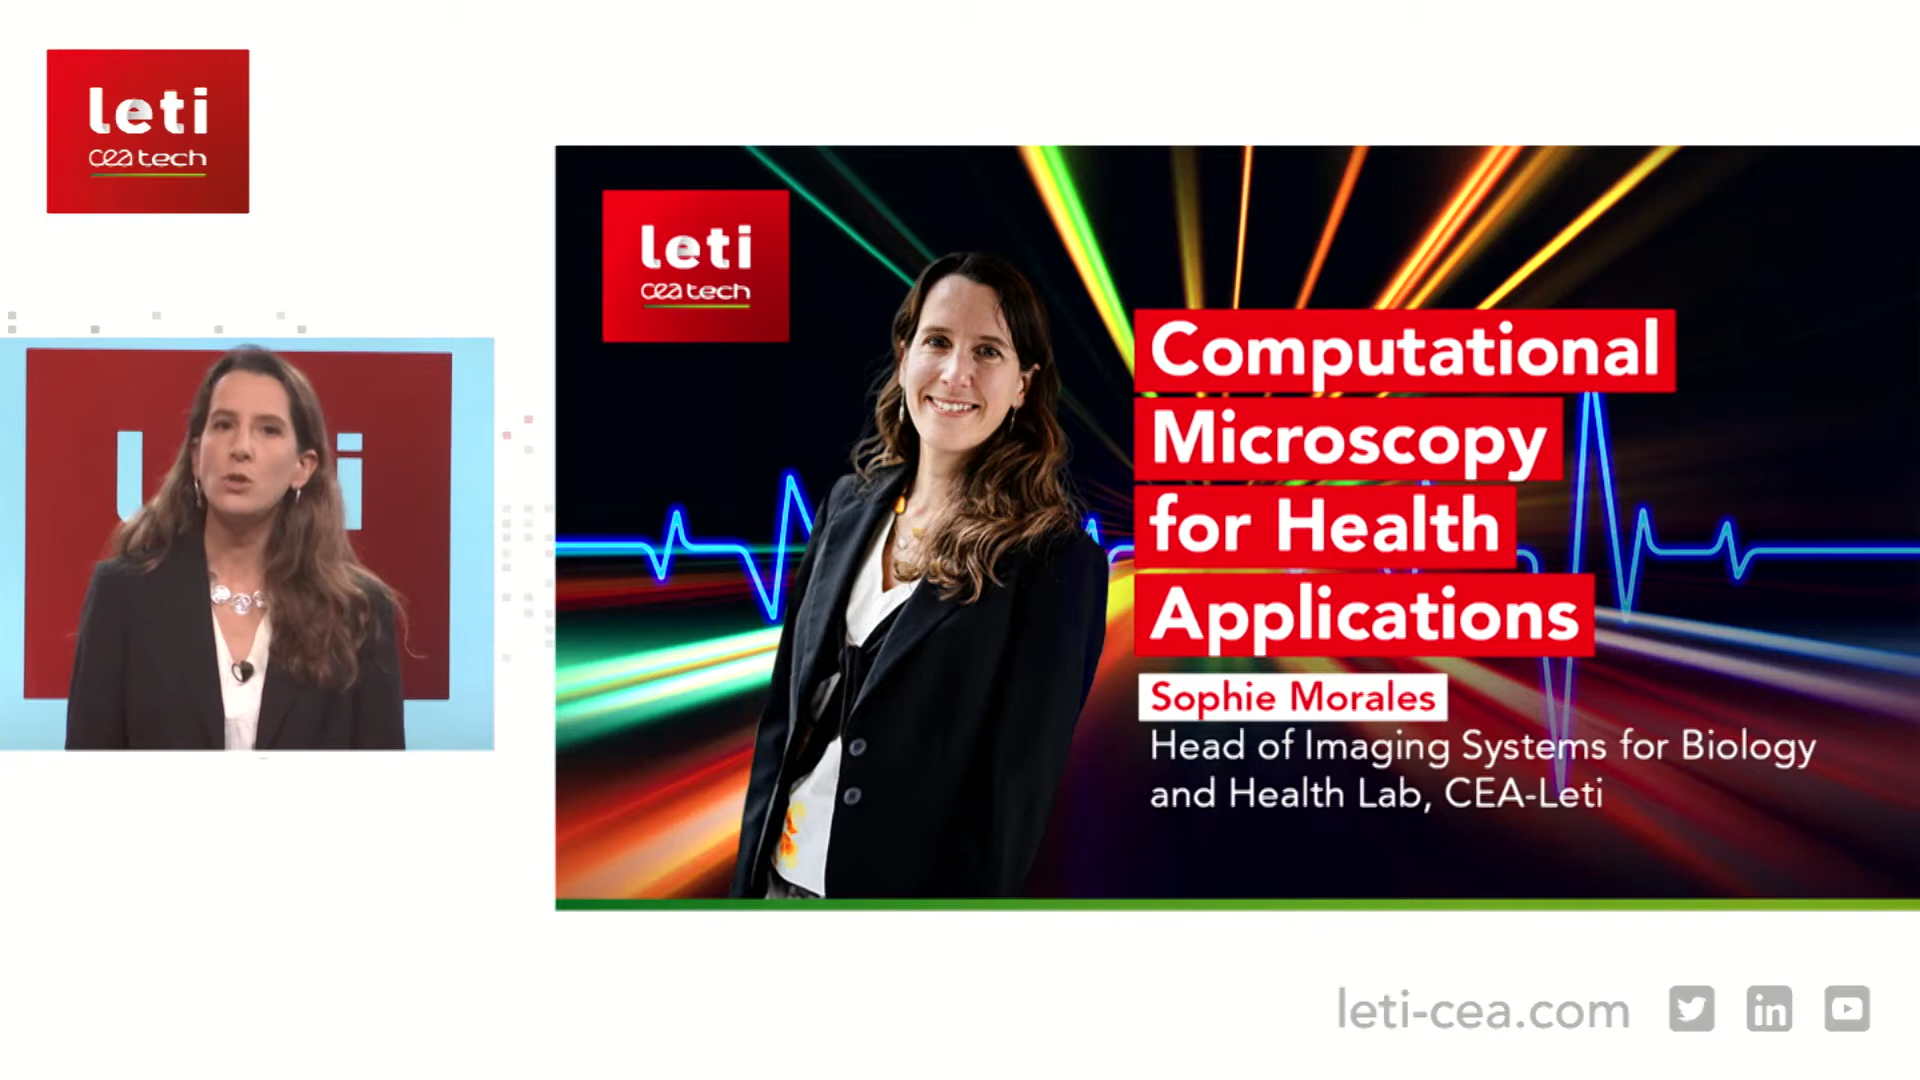 leti
cea tech
leti
cea tech
Computational
Microscopy
for Health
Applications
Sophie Morales
Head of Imaging Systems for Biology
and Health Lab, CEA-Leti
leti-cea.com